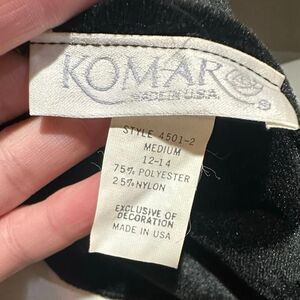 KOMAR
MADE IN U.S.A.
STYLE 4501-2
MEDIUM
12-14
75% POLYESTER
25% NYLON
EXCLUSIVE OF
DECORATION
MADE IN USA